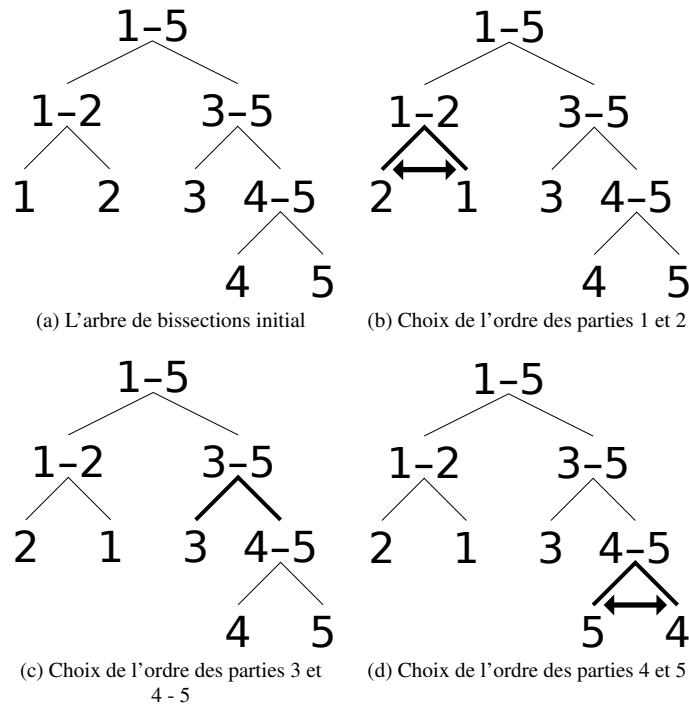 1–5
1–2 3–5
1 2 3 4–5
4 5
(a) L'arbre de bissections initial
1–5
1–2 3–5
2 1 3 4–5
4 5
(b) Choix de l'ordre des parties 1 et 2
1–5
1–2 3–5
2 1 3 4–5
4 5
(c) Choix de l'ordre des parties 3 et
4 - 5
1–5
1–2 3–5
2 1 3 4–5
5 4
(d) Choix de l'ordre des parties 4 et 5